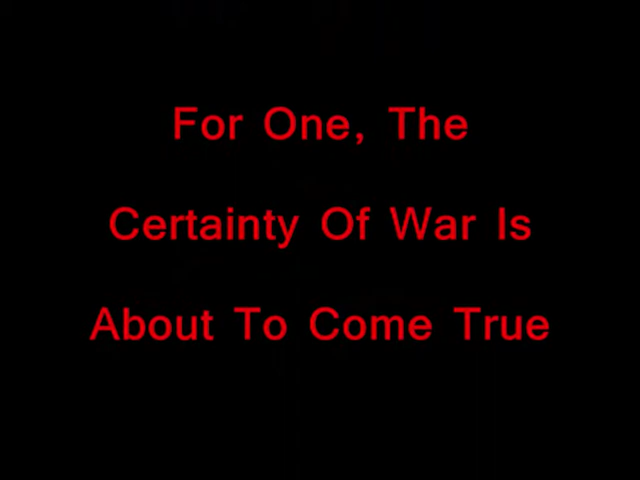 For One, The
Certainty Of War Is
About To Come True